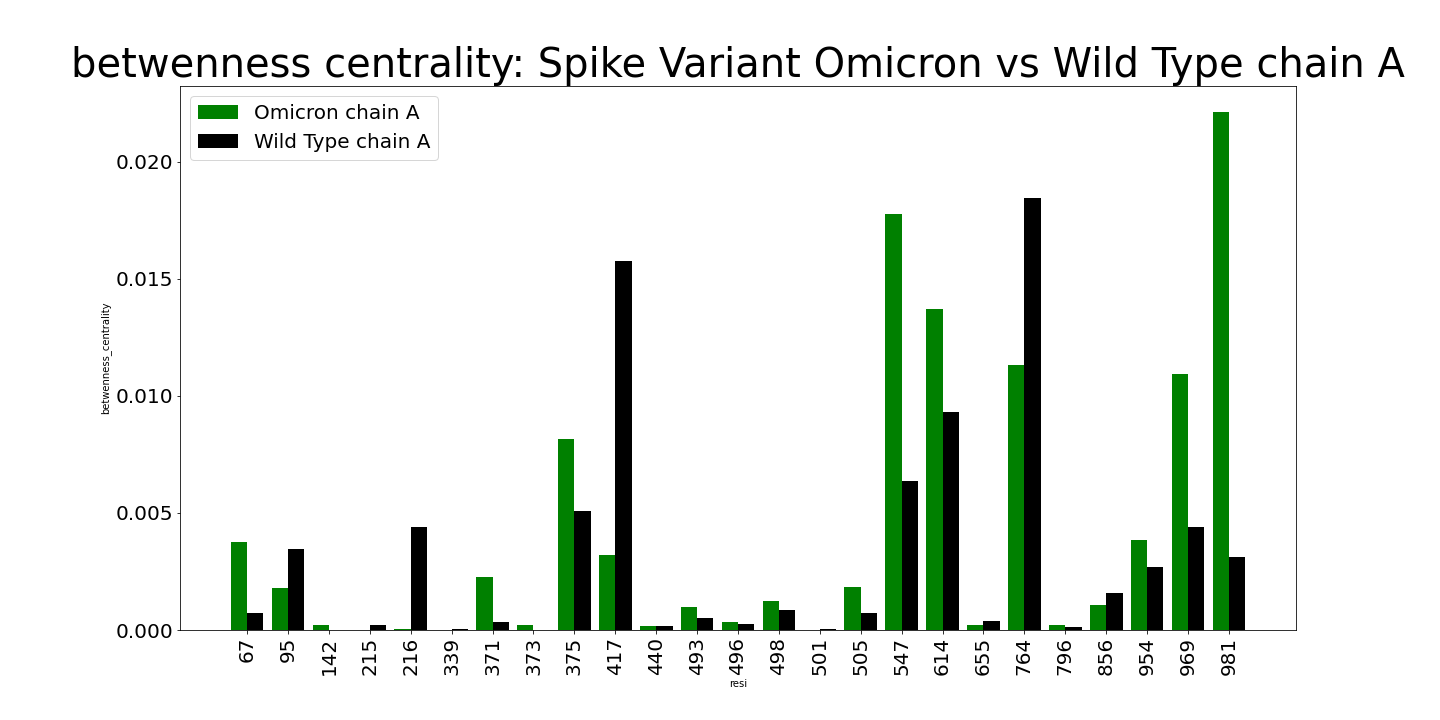 betwenness centrality: Spike Variant Omicron vs Wild Type chain A
Omicron chain A
Wild Type chain A
0.020
0.015
0.010
0.005
0.000
betwenness_centrality
67 95 142 215 216 339 371 373 375 417 440 493 496 498 501 505 547 614 655 764 796 856 954 969 981
resi